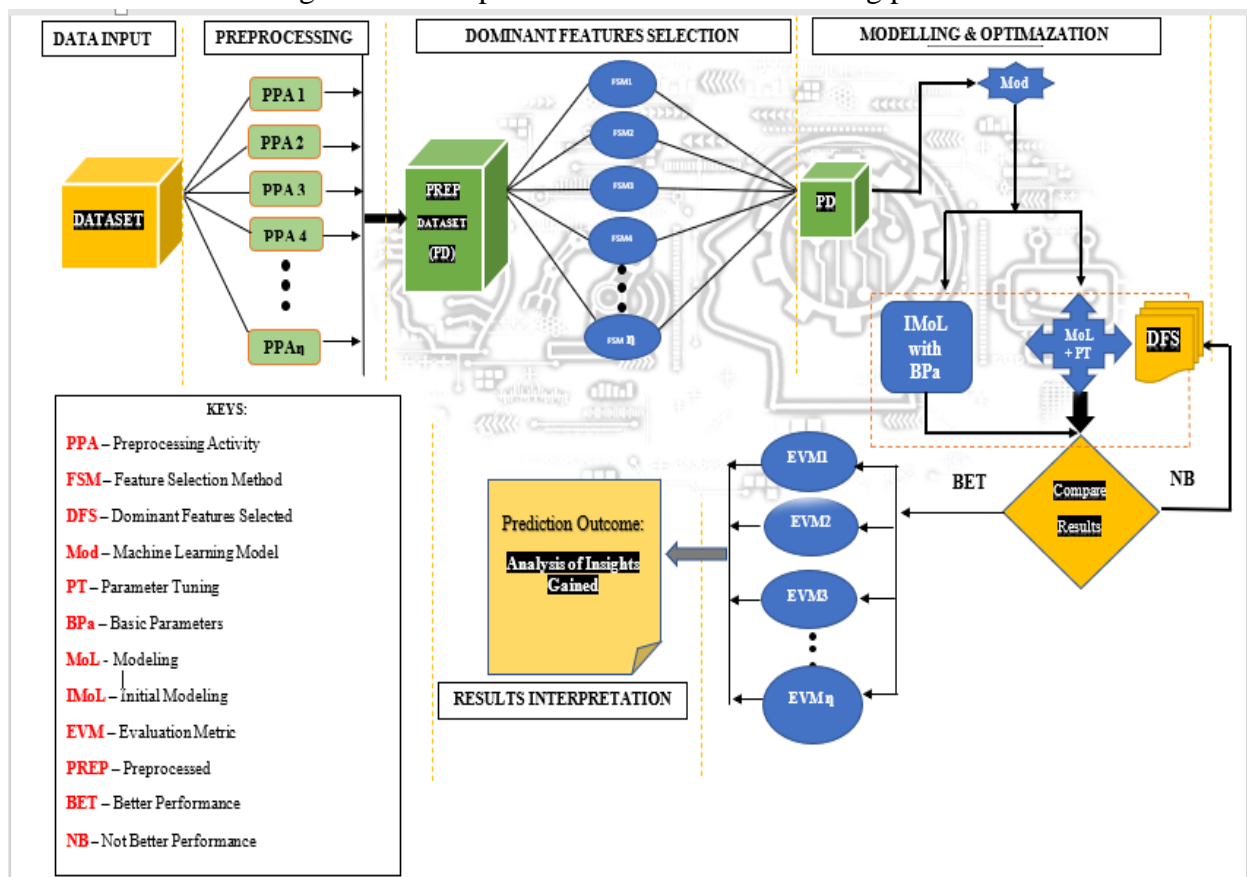 DATA INPUT
PREPROCESSING
DOMINANT FEATURES SELECTION
MODELLING & OPTIMAZATION
DATASET
PPA 1
PPA 2
PPA 3
PPA 4
PPAη
PREP
DATASET
(PD)
FSM1
FSM2
FSM3
FSM4
FSM η
PD
Mod
IMoL
with
BPa
MoL
+ PT
DFS
Compare
Results
BET
NB
EVM1
EVM2
EVM3
EVM η
Prediction Outcome:
Analysis of Insights
Gained
RESULTS INTERPRETATION
KEYS:
PPA – Preprocessing Activity
FSM – Feature Selection Method
DFS – Dominant Features Selected
Mod – Machine Learning Model
PT – Parameter Tuning
BPa – Basic Parameters
MoL - Modeling
IMoL – Initial Modeling
EVM – Evaluation Metric
PREP – Preprocessed
BET – Better Performance
NB – Not Better Performance